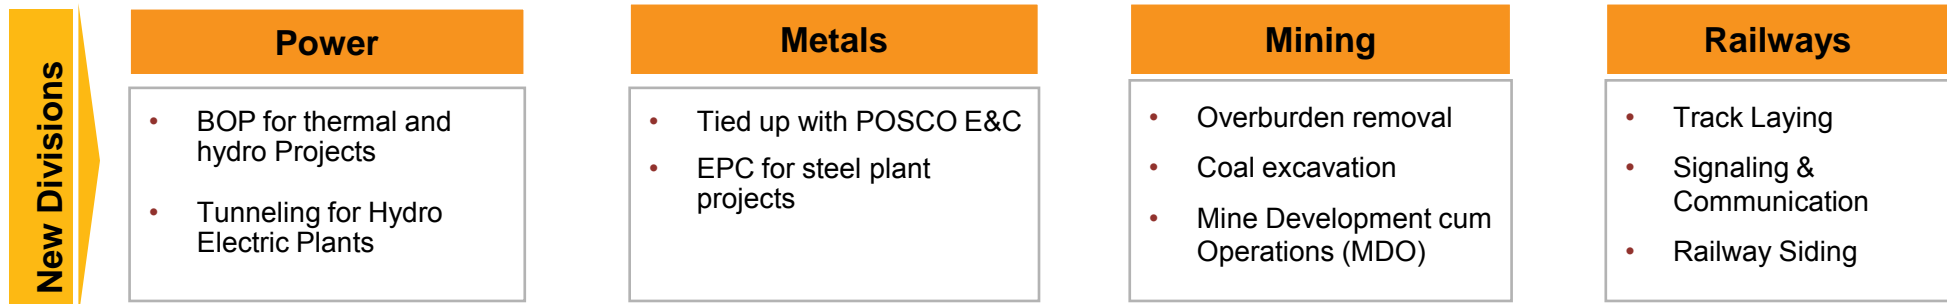 New Divisions
Power
BOP for thermal and
hydro Projects
Tunneling for Hydro
Electric Plants
Metals
Tied up with POSCO E&C
EPC for steel plant
projects
Mining
Overburden removal
Coal excavation
Mine Development cum
Operations (MDO)
Railways
Track Laying
Signaling &
Communication
Railway Siding